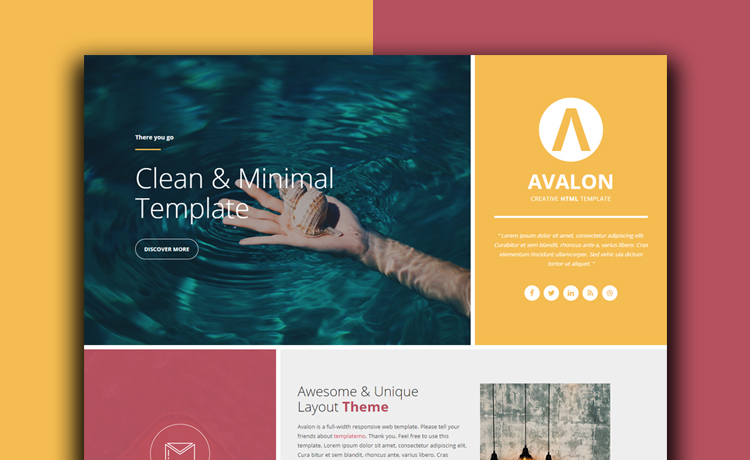 There you go
Clean & Minimal
Template
DISCOVER MORE
AVALON
CREATIVE HTML TEMPLATE
"Lorem ipsum dolor sit amet, consectetur adipiscing elit.
Curabitur et sem blandit, rhoncus ante a, varius libero. Cras
elementum tincidunt ullamcorper. Sed vehic ula dictum
tortor ut aliquet. "
Awesome & Unique
Layout Theme
Avalon is a full-width responsive web template. Please tell your
friends about templatemo. Thank you. Feel free to use this
template. Lorem ipsum dolor sit amet, consectetur adipiscing
elit. Curabitur et sem blandit, rhoncus ante, varius libero. Cras